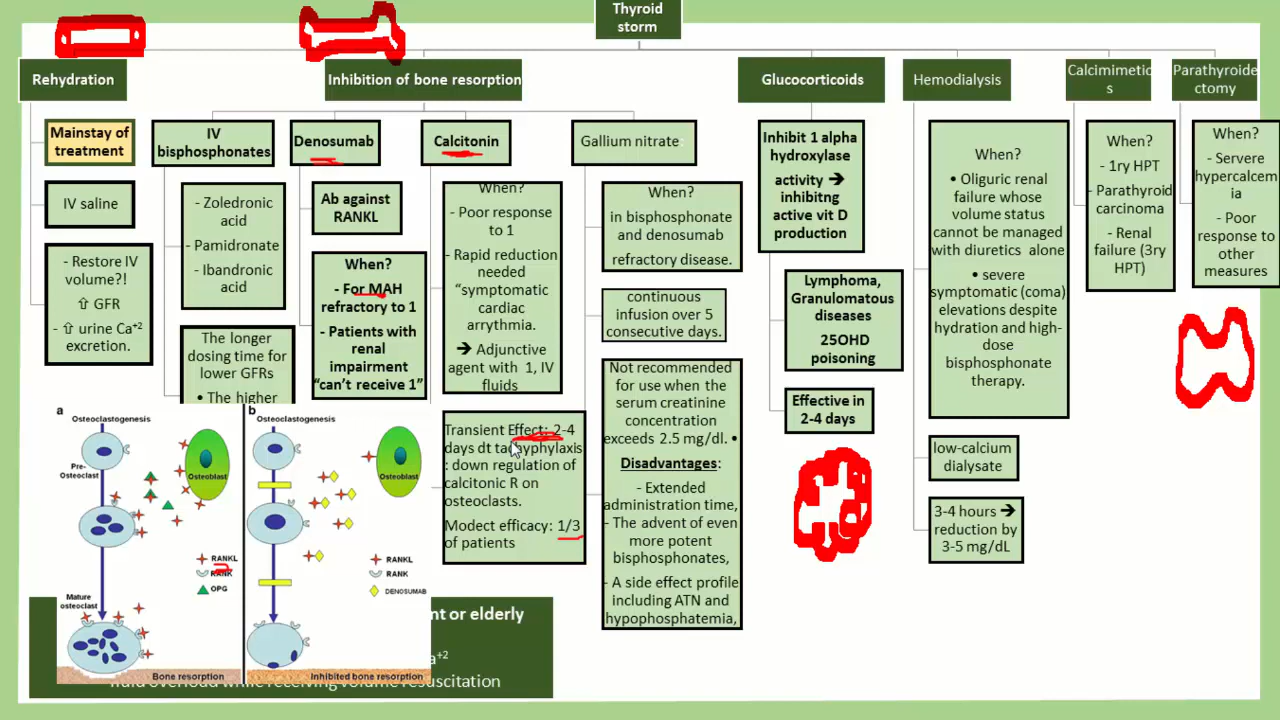 Thyroid
storm
Rehydration
Mainstay of
treatment
IV saline
- Restore IV
volume?!
⇧ GFR
- ⇧ urine Ca+2
excretion.
Inhibition of bone resorption
IV
bisphosphonates
- Zoledronic
acid
- Pamidronate
- Ibandronic
acid
The longer
dosing time for
lower GFRs
• The higher
Denosumab
Ab against
RANKL
When?
- For MAH
refractory to 1
- Patients with
renal
impairment
“can’t receive 1”
Calcitonin
When?
- Poor response
to 1
- Rapid reduction
needed
“symptomatic
cardiac
arrythmia.
➔ Adjunctive
agent with 1, IV
fluids
Transient Effect: 2-4
days dt tachyphylaxis
: down regulation of
calcitonic R on
osteoclasts.
Modect efficacy: 1/3
of patients
Gallium nitrate
When?
in bisphosphonate
and denosumab
refractory disease.
continuous
infusion over 5
consecutive days.
Not recommended
for use when the
serum creatinine
concentration
exceeds 2.5 mg/dl. •
Disadvantages:
- Extended
administration time,
- The advent of even
more potent
bisphosphonates,
- A side effect profile
including ATN and
hypophosphatemia,
Glucocorticoids
Inhibit 1 alpha
hydroxylase
activity ➔
inhibitng
active vit D
production
Lymphoma,
Granulomatous
diseases
25OHD
poisoning
Effective in
2-4 days
Hemodialysis
When?
• Oliguric renal
failure whose
volume status
cannot be managed
with diuretics alone
• severe
symptomatic (coma)
elevations despite
hydration and high-
dose
bisphosphonate
therapy.
low-calcium
dialysate
3-4 hours ➔
reduction by
3-5 mg/dL
Calcimimetic
s
When?
- 1ry HPT
- Parathyroid
carcinoma
- Renal
failure (3ry
HPT)
Parathyroide
ctomy
When?
- Servere
hypercalcem
ia
- Poor
response to
other
measures
a
Osteoclastogenesis
Pre-
Osteoclast
Osteoblast
RANKL
RANK
OPG
Mature
osteoclast
Bone resorption
b
Osteoclastogenesis
Osteoblast
RANKL
RANK
DENOSUMAB
Inhibited bone resorption
or elderly
a+2
fluid overload while receiving volume resuscitation